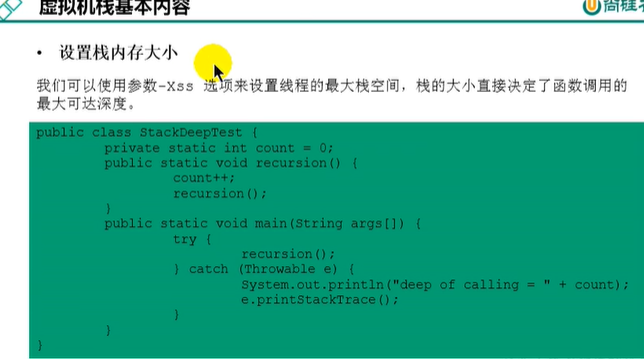 虚拟机栈基本内容
尚硅
• 设置栈内存大小
我们可以使用参数-Xss 选项来设置线程的最大栈空间，栈的大小直接决定了函数调用的
最大可达深度。
public class StackDeepTest {
private static int count = 0;
public static void recursion() {
count++;
recursion();
}
public static void main(String args[]) {
try {
recursion();
} catch (Throwable e) {
System.out.println("deep of calling = " + count);
e.printStackTrace();
}
}
}